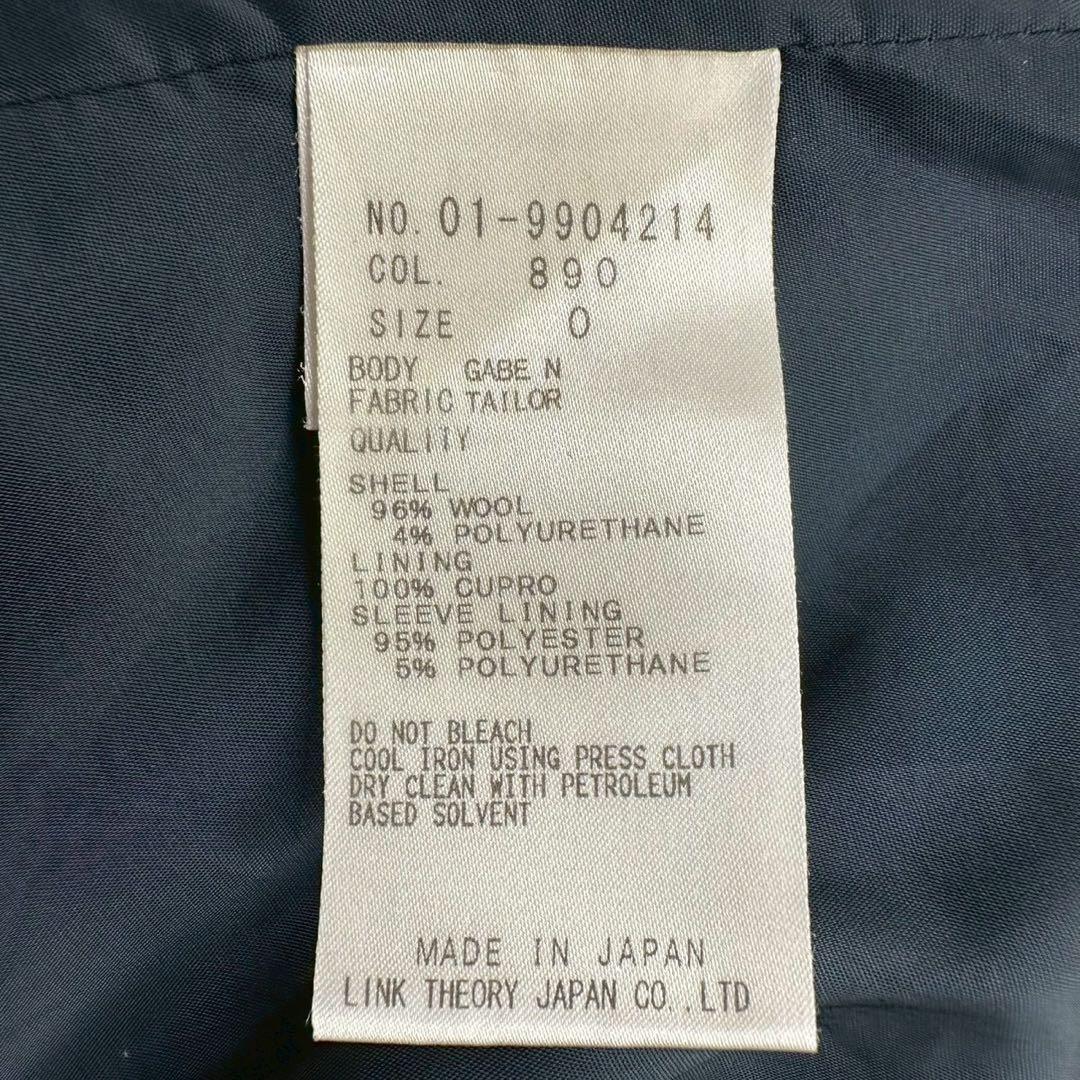 NO. 01-9904214
COL. 890
SIZE 0
BODY GABE N
FABRIC TAILOR
QUALITY
SHELL
96% WOOL
4% POLYURETHANE
LINING
100% CUPRO
SLEEVE LINING
95% POLYESTER
5% POLYURETHANE
DO NOT BLEACH
COOL IRON USING PRESS CLOTH
DRY CLEAN WITH PETROLEUM
BASED SOLVENT
MADE IN JAPAN
LINK THEORY JAPAN CO.,LTD